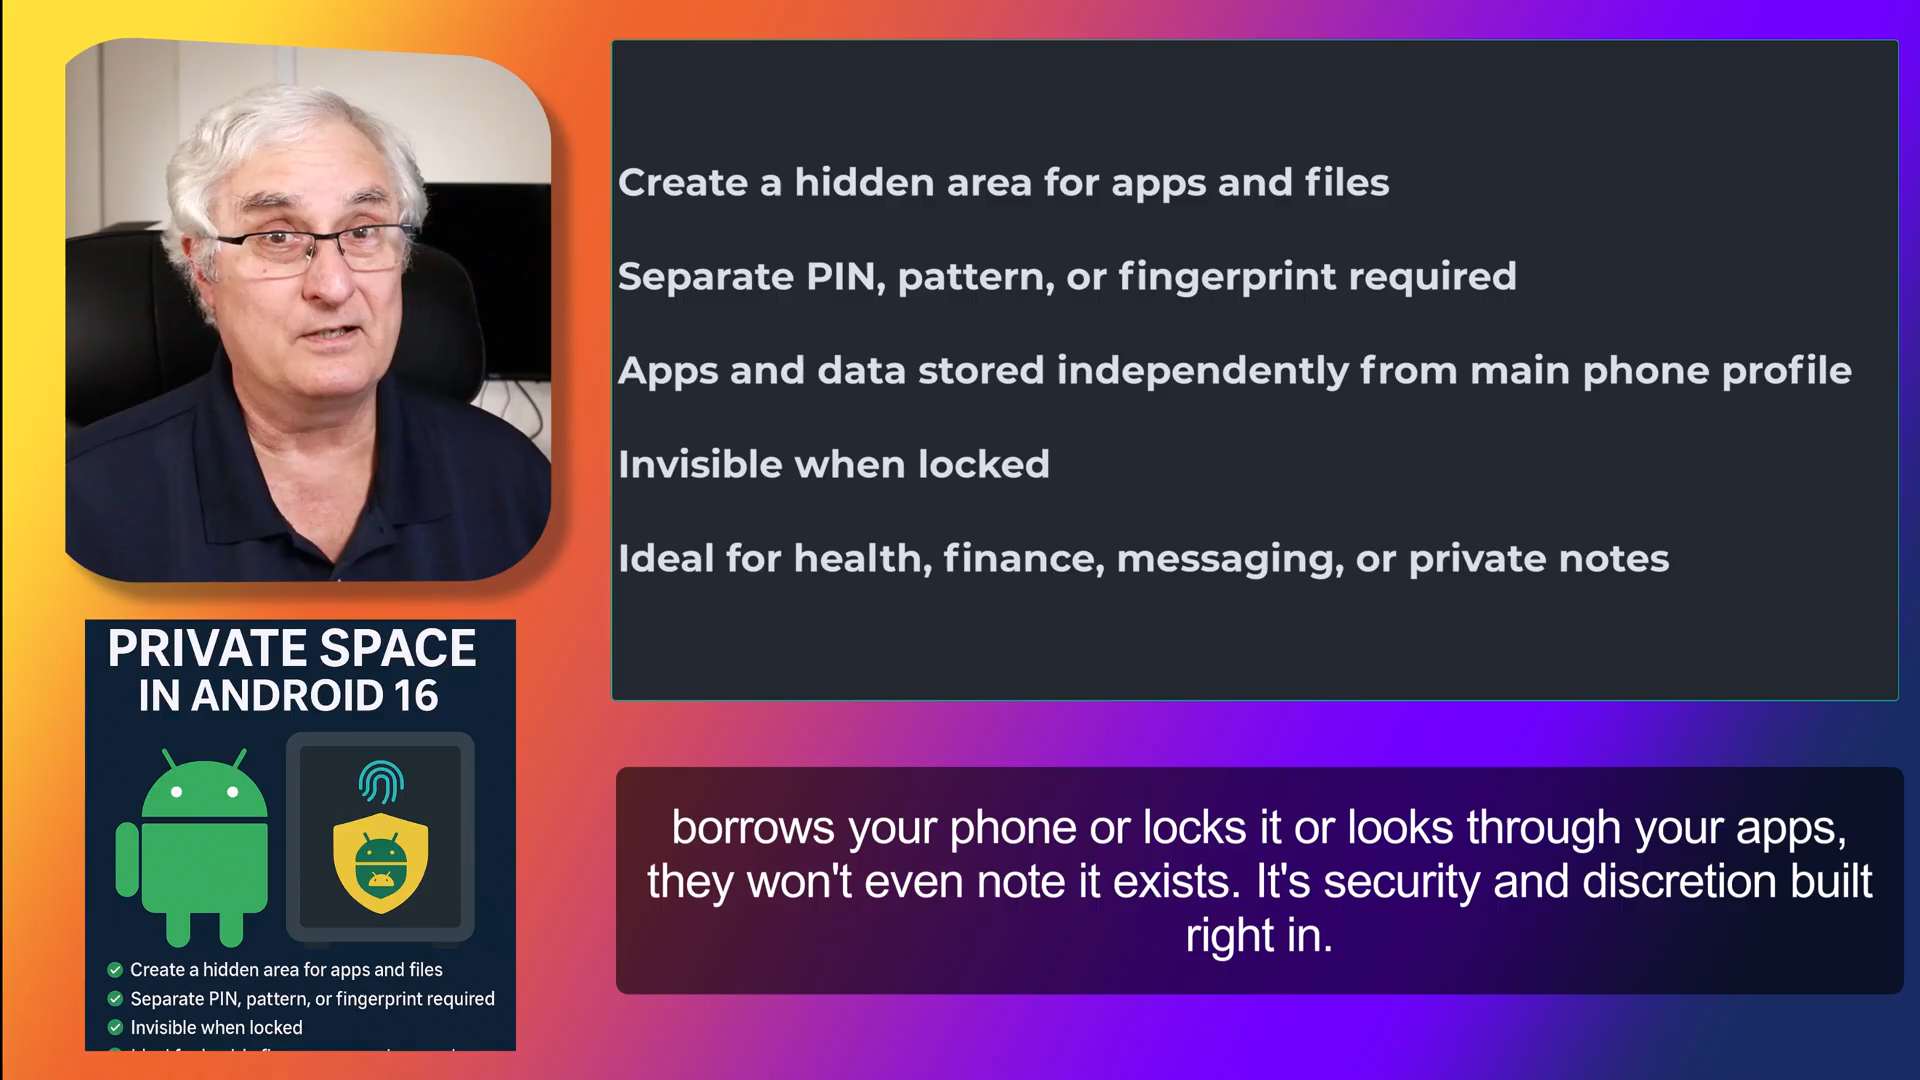 Create a hidden area for apps and files
Separate PIN, pattern, or fingerprint required
Apps and data stored independently from main phone profile
Invisible when locked
Ideal for health, finance, messaging, or private notes
PRIVATE SPACE
IN ANDROID 16
Create a hidden area for apps and files
Separate PIN, pattern, or fingerprint required
Invisible when locked
borrows your phone or locks it or looks through your apps,
they won't even note it exists. It's security and discretion built
right in.